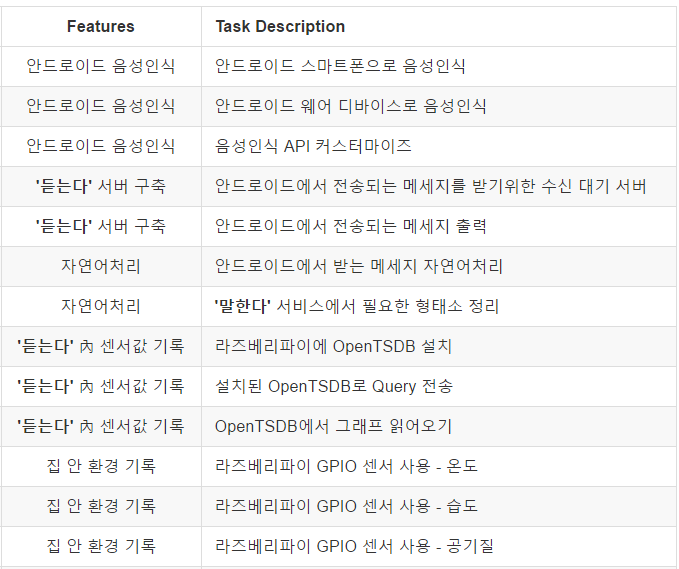 Features Task Description
안드로이드 음성인식 안드로이드 스마트폰으로 음성인식
안드로이드 음성인식 안드로이드 웨어 디바이스로 음성인식
안드로이드 음성인식 음성인식 API 커스터마이즈
'듣는다' 서버 구축 안드로이드에서 전송되는 메세지를 받기위한 수신 대기 서버
'듣는다' 서버 구축 안드로이드에서 전송되는 메세지 출력
자연어처리 안드로이드에서 받는 메세지 자연어처리
자연어처리 '말한다' 서비스에서 필요한 형태소 정리
'듣는다' 內 센서값 기록 라즈베리파이에 OpenTSDB 설치
'듣는다' 內 센서값 기록 설치된 OpenTSDB로 Query 전송
'듣는다' 內 센서값 기록 OpenTSDB에서 그래프 읽어오기
집 안 환경 기록 라즈베리파이 GPIO 센서 사용 - 온도
집 안 환경 기록 라즈베리파이 GPIO 센서 사용 - 습도
집 안 환경 기록 라즈베리파이 GPIO 센서 사용 - 공기질